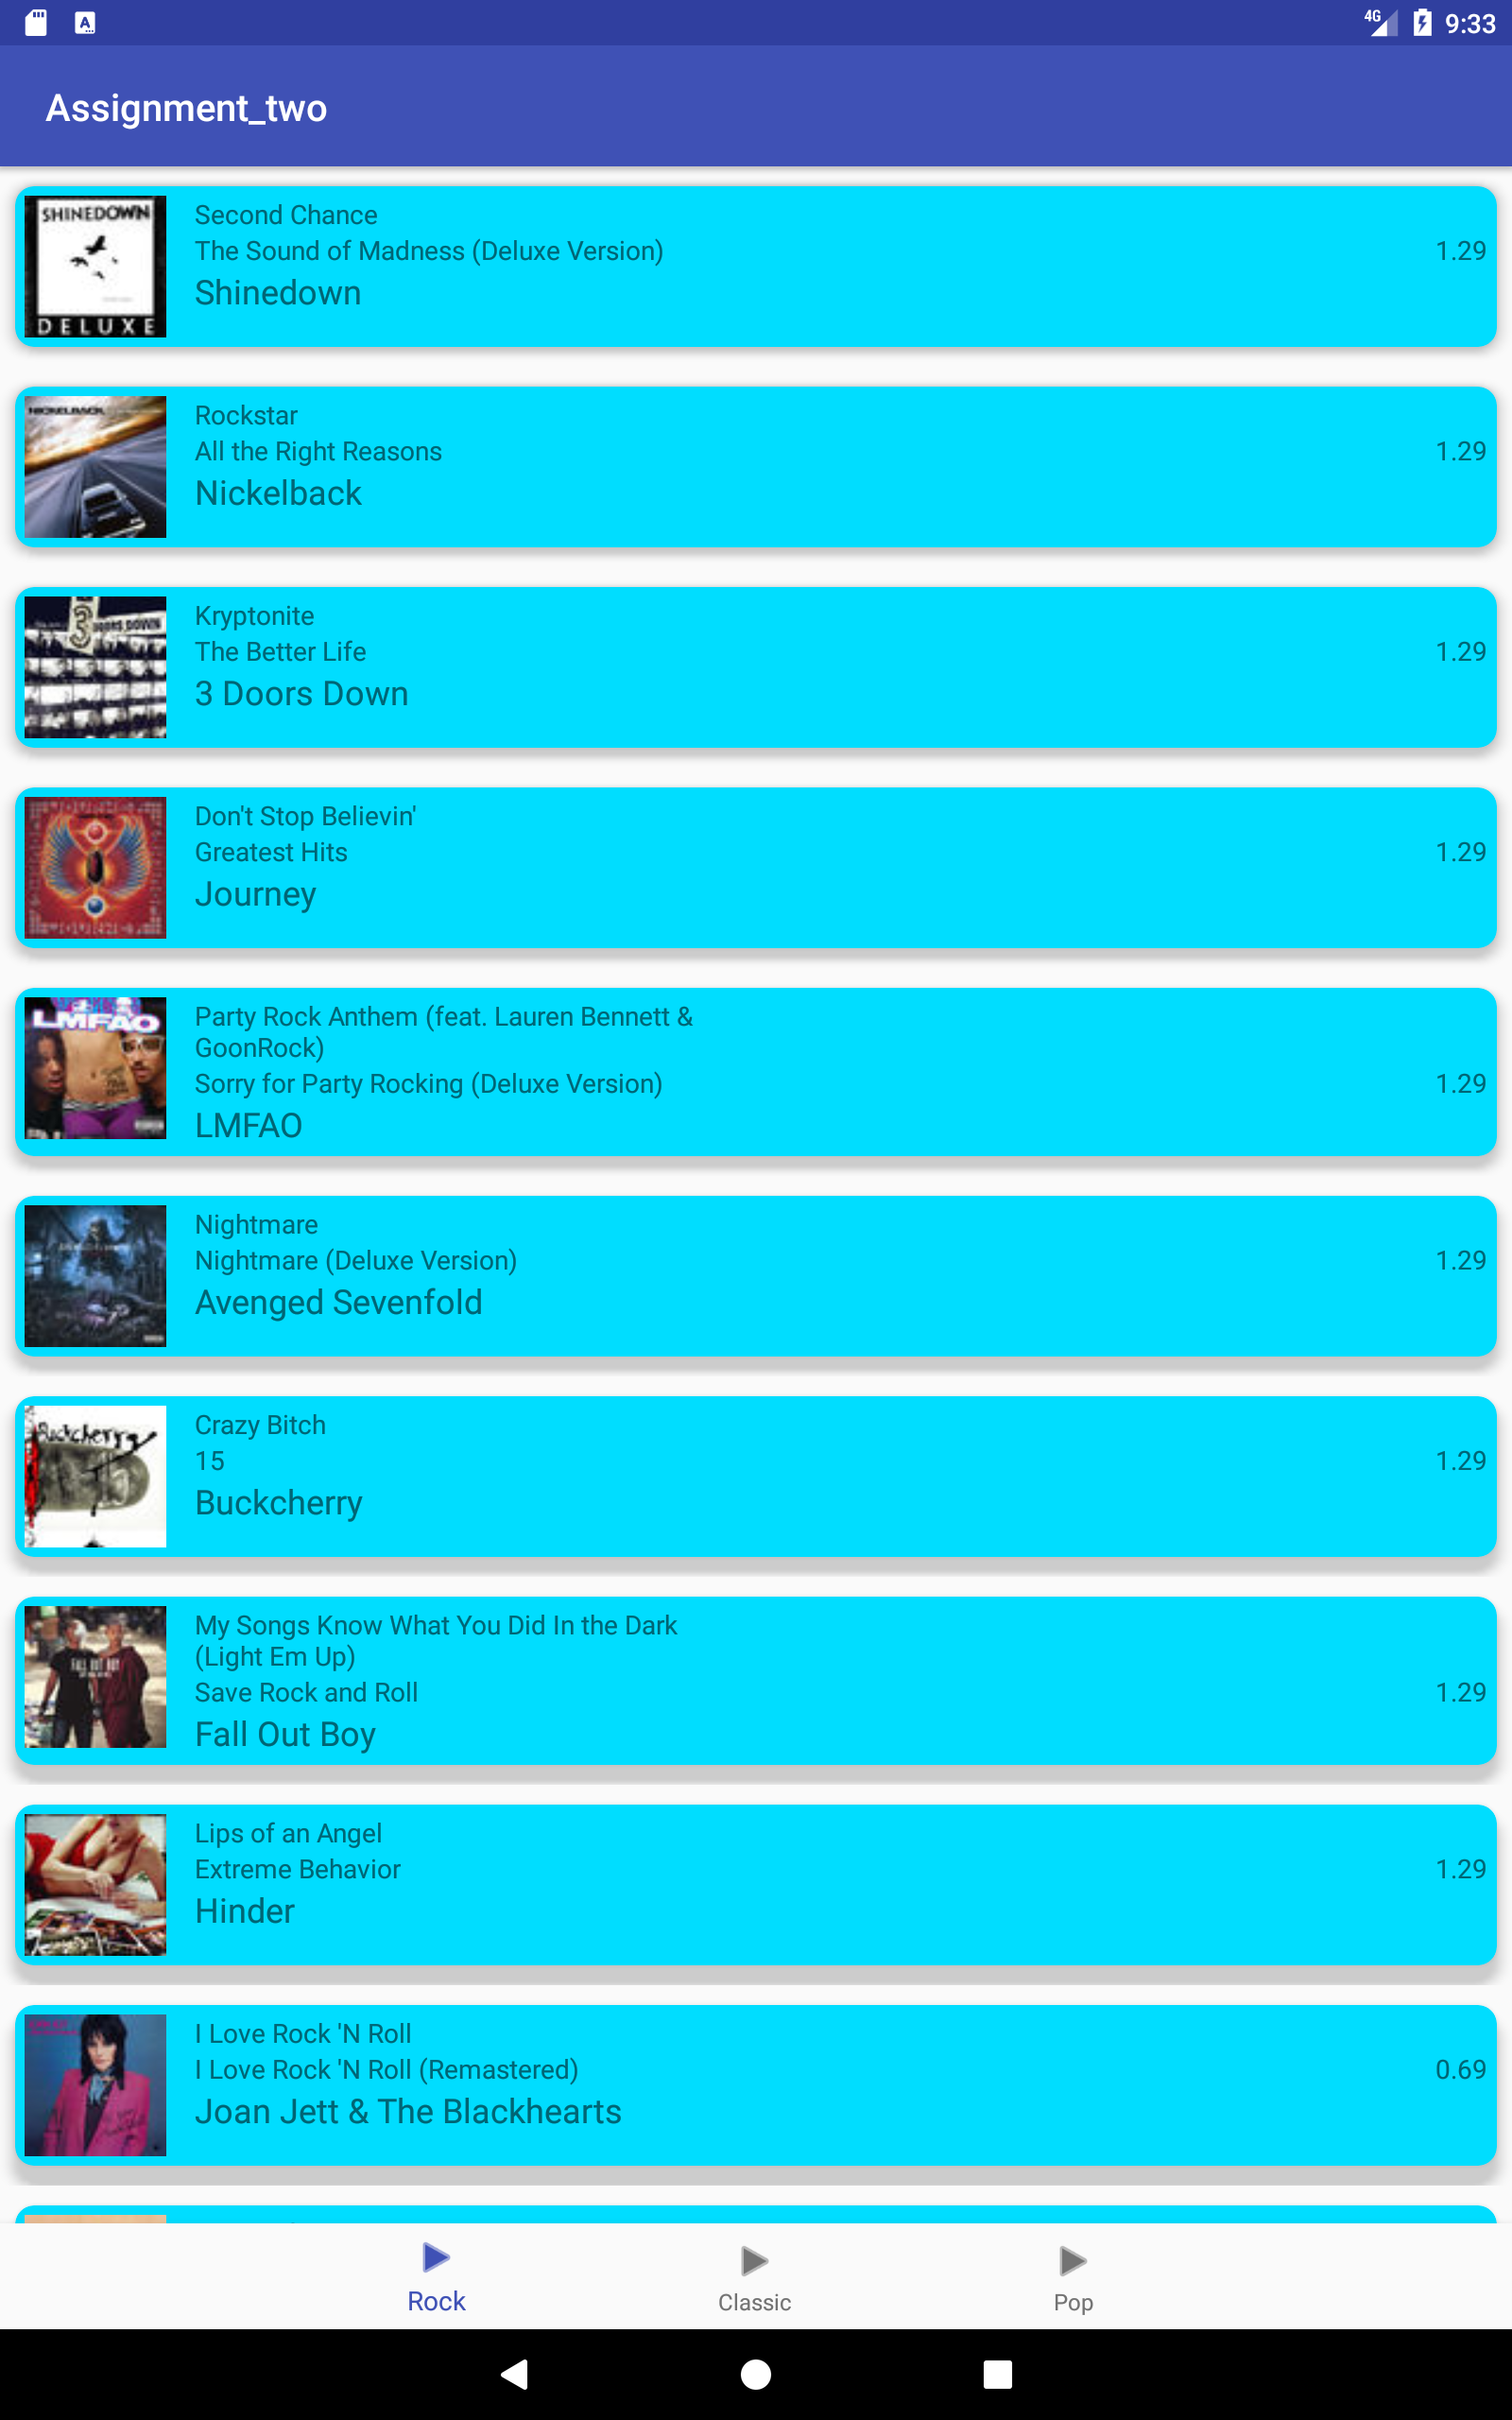 4G 9:33
Assignment_two
SHINEDOWN
DELUXE
Second Chance
The Sound of Madness (Deluxe Version)
1.29
Shinedown
NICKELBACK
Rockstar
All the Right Reasons
1.29
Nickelback
3 DOORS DOWN
Kryptonite
The Better Life
1.29
3 Doors Down
Don't Stop Believin'
Greatest Hits
1.29
Journey
LMFAO
Party Rock Anthem (feat. Lauren Bennett &
GoonRock)
Sorry for Party Rocking (Deluxe Version)
1.29
LMFAO
Nightmare
Nightmare (Deluxe Version)
1.29
Avenged Sevenfold
Buckcherry
Crazy Bitch
15
1.29
Buckcherry
FALL OUT BOY
My Songs Know What You Did In the Dark
(Light Em Up)
Save Rock and Roll
1.29
Fall Out Boy
Lips of an Angel
Extreme Behavior
1.29
Hinder
I Love Rock 'N Roll
I Love Rock 'N Roll (Remastered)
0.69
Joan Jett & The Blackhearts
Rock
Classic
Pop